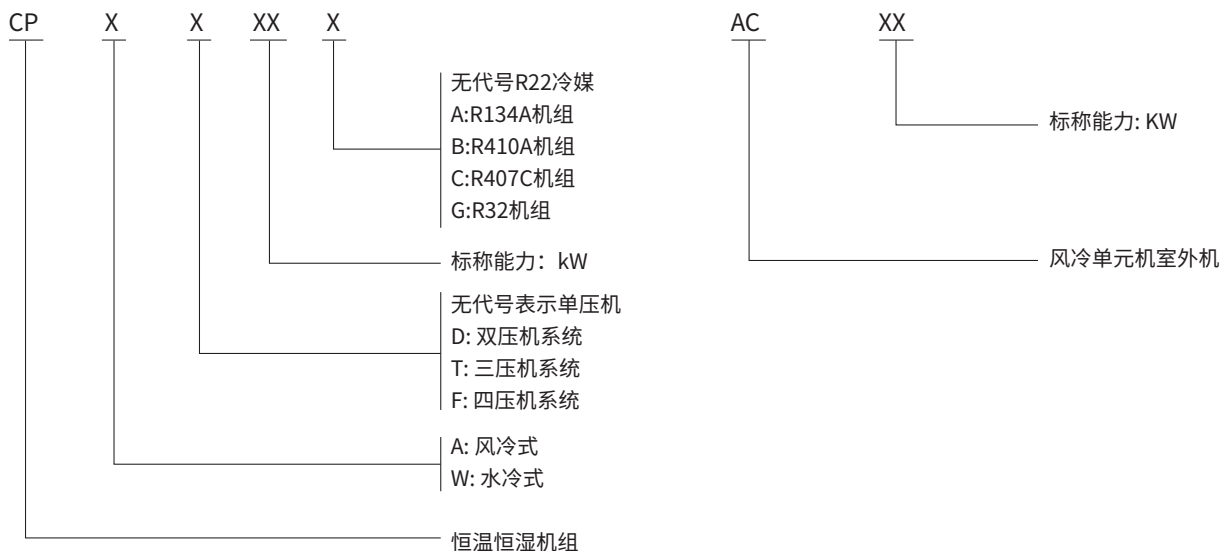 CP X X XX X AC XX
无代号R22冷媒
A:R134A机组
B:R410A机组
C:R407C机组
G:R32机组
标称能力: KW
标称能力：kW
风冷单元机室外机
无代号表示单压机
D: 双压机系统
T: 三压机系统
F: 四压机系统
A: 风冷式
W: 水冷式
恒温恒湿机组